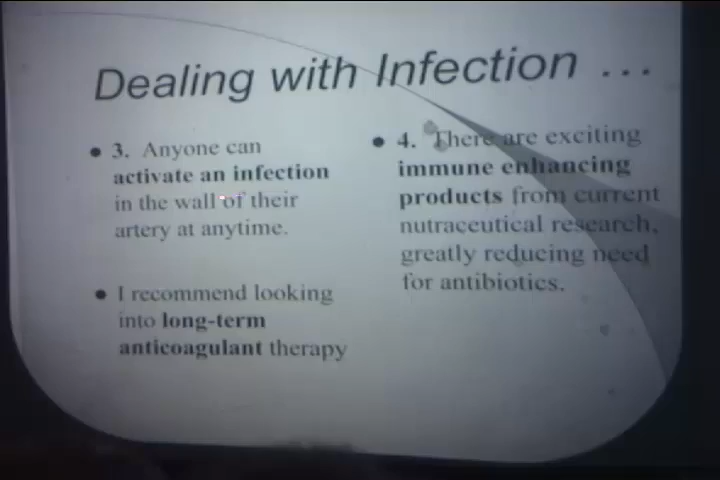 Dealing with Infection ...
• 3. Anyone can
activate an infection
in the wall of their
artery at anytime.
• I recommend looking
into long-term
anticoagulant therapy
• 4. There are exciting
immune enhancing
products from current
nutraceutical research,
greatly reducing need
for antibiotics.